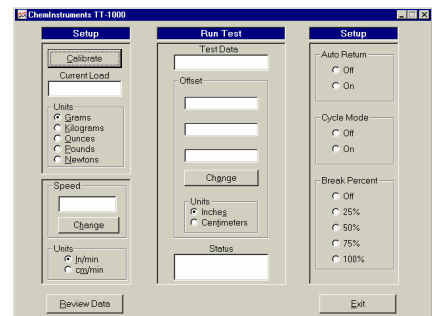 ChemInstruments TT-1000
Setup
Calibrate
Current Load
Units
Grams
Kilograms
Ounces
Pounds
Newtons
Speed
Change
Units
In/min
cm/min
Review Data
Run Test
Test Data
Offset
Change
Units
Inches
Centimeters
Status
Setup
Auto Return
Off
On
Cycle Mode
Off
On
Break Percent
Off
25%
50%
75%
100%
Exit